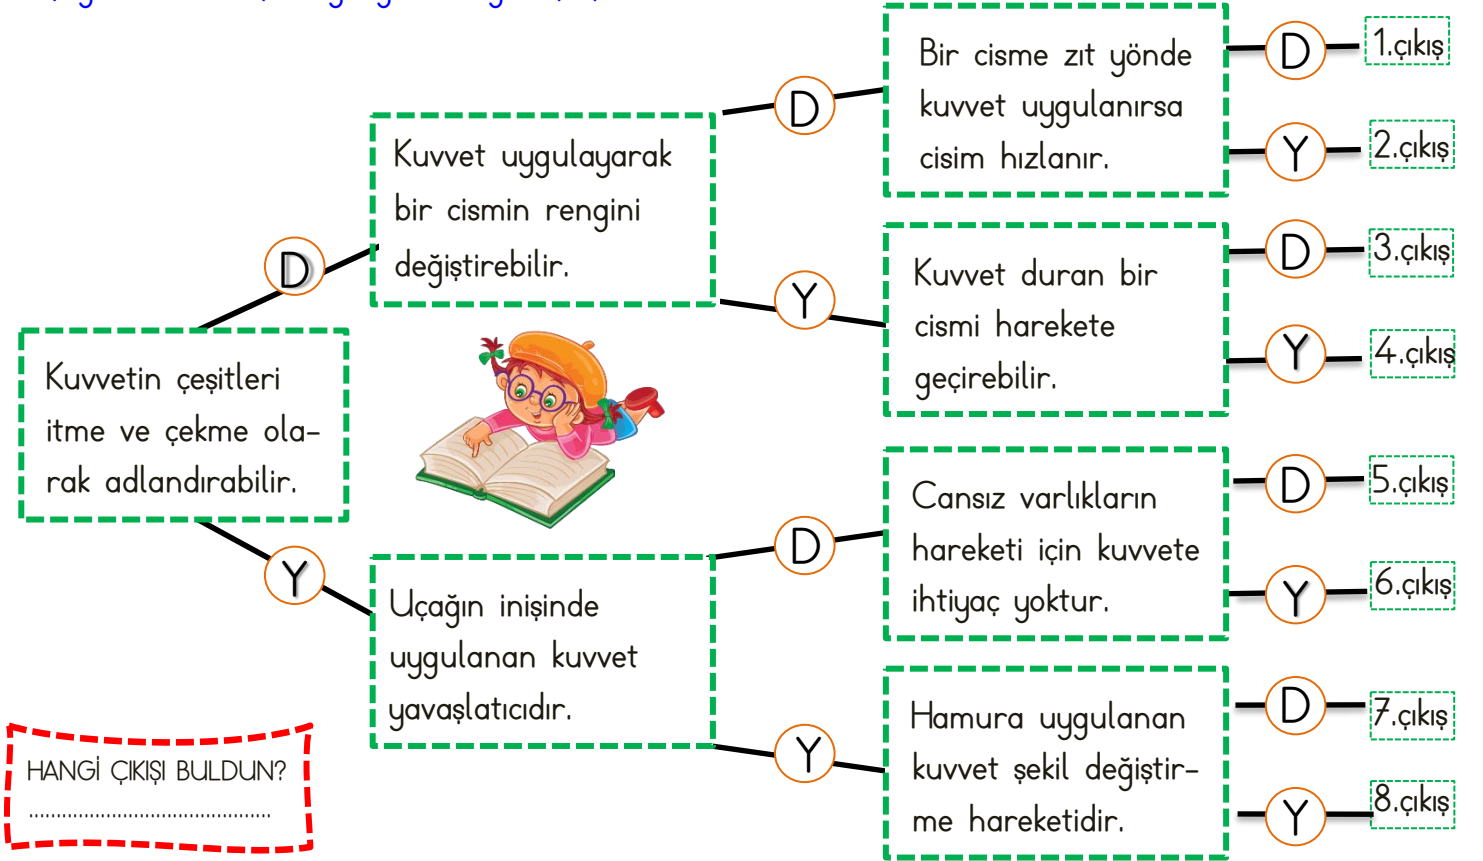 Kuvvetin çeşitleri
itme ve çekme ola-
rak adlandırabilir.
D
Y
Kuvvet uygulayarak
bir cismin rengini
değiştirebilir.
D
Y
Uçağın inişinde
uygulanan kuvvet
yavaşlatıcıdır.
D
Y
Bir cisme zıt yönde
kuvvet uygulanırsa
cisim hızlanır.
D
1.çıkış
Y
2.çıkış
Kuvvet duran bir
cismi harekete
geçirebilir.
D
3.çıkış
Y
4.çıkış
Cansız varlıkların
hareketi için kuvvete
ihtiyaç yoktur.
D
5.çıkış
Y
6.çıkış
Hamura uygulanan
kuvvet şekil değiştir-
me hareketidir.
D
7.çıkış
Y
8.çıkış
HANGİ ÇIKIŞI BULDUN?